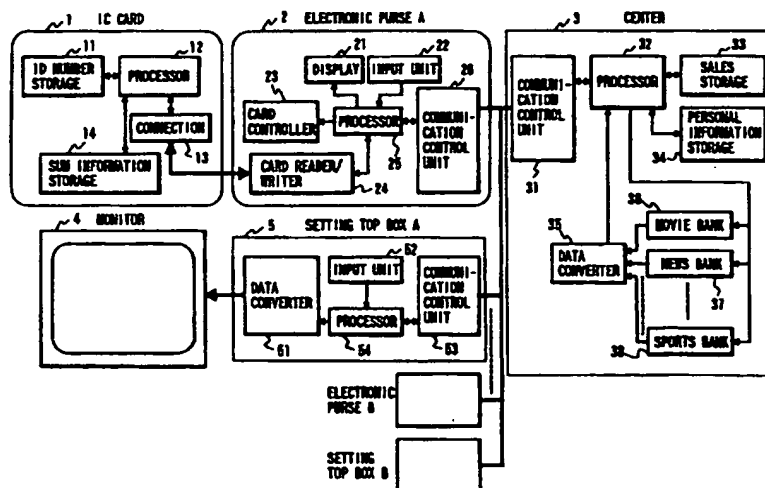 1 IC CARD
11
12
ID NUMBER
STORAGE
PROCESSOR
CONNECTION
13
14
SUM INFORMATION
STORAGE
2 ELECTRONIC PURSE A
21
22
23
26
DISPLAY
INPUT UNIT
CARD
CONTROLLER
PROCESSOR
25
COMMUNI-
CATION
CONTROL
UNIT
CARD READER/
WRITER
24
3 CENTER
32
33
COMMUNI-
CATION
CONTROL
UNIT
31
PROCESSOR
SALES
STORAGE
PERSONAL
INFORMATION
STORAGE
34
35
DATA
CONVERTER
36
MOVIE BANK
NEWS BANK
37
SPORTS BANK
38
4 MONITOR
5 SETTING TOP BOX A
52
INPUT UNIT
DATA
CONVERTER
51
PROCESSOR
54
COMMUNI-
CATION
CONTROL
UNIT
53
ELECTRONIC
PURSE B
SETTING
TOP BOX B